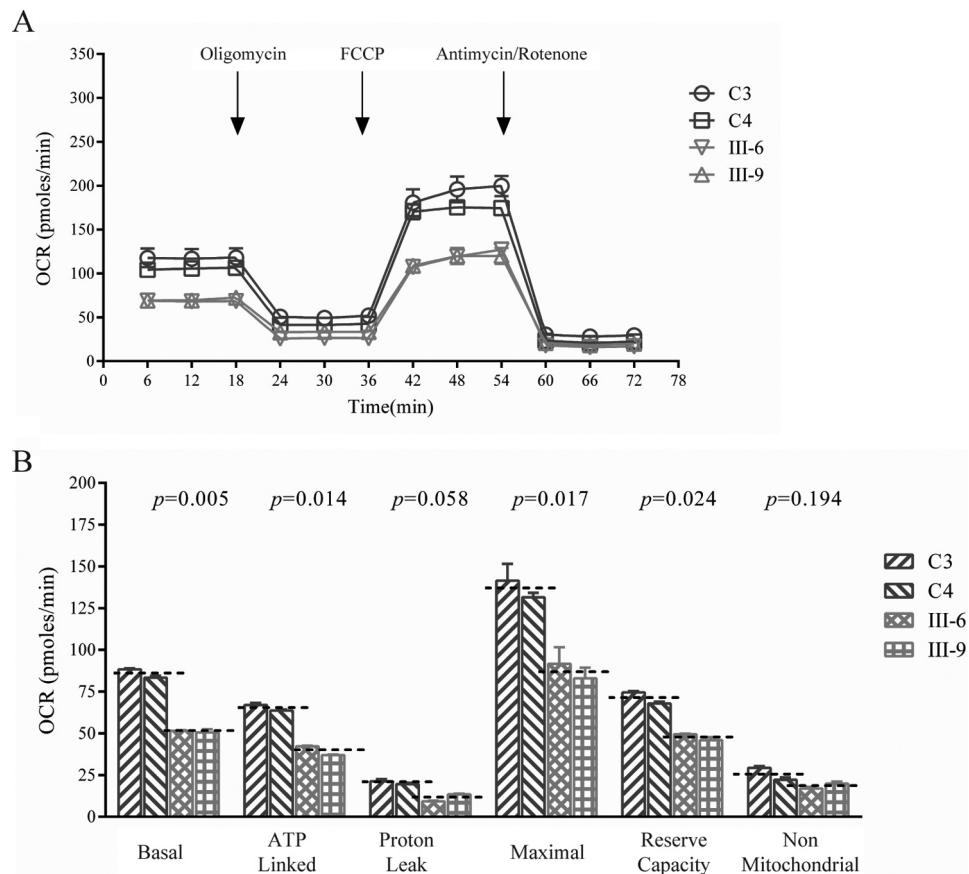 A
Oligomycin FCCP Antimycin/Rotenone
350
300
250
200
150
100
50
0
OCR (pmoles/min)
0 6 12 18 24 30 36 42 48 54 60 66 72 78
Time(min)
C3
C4
III-6
III-9
B
p=0.005 p=0.014 p=0.058 p=0.017 p=0.024 p=0.194
200
175
150
125
100
75
50
25
0
OCR (pmoles/min)
C3
C4
III-6
III-9
Basal
ATP
Linked
Proton
Leak
Maximal
Reserve
Capacity
Non
Mitochondrial